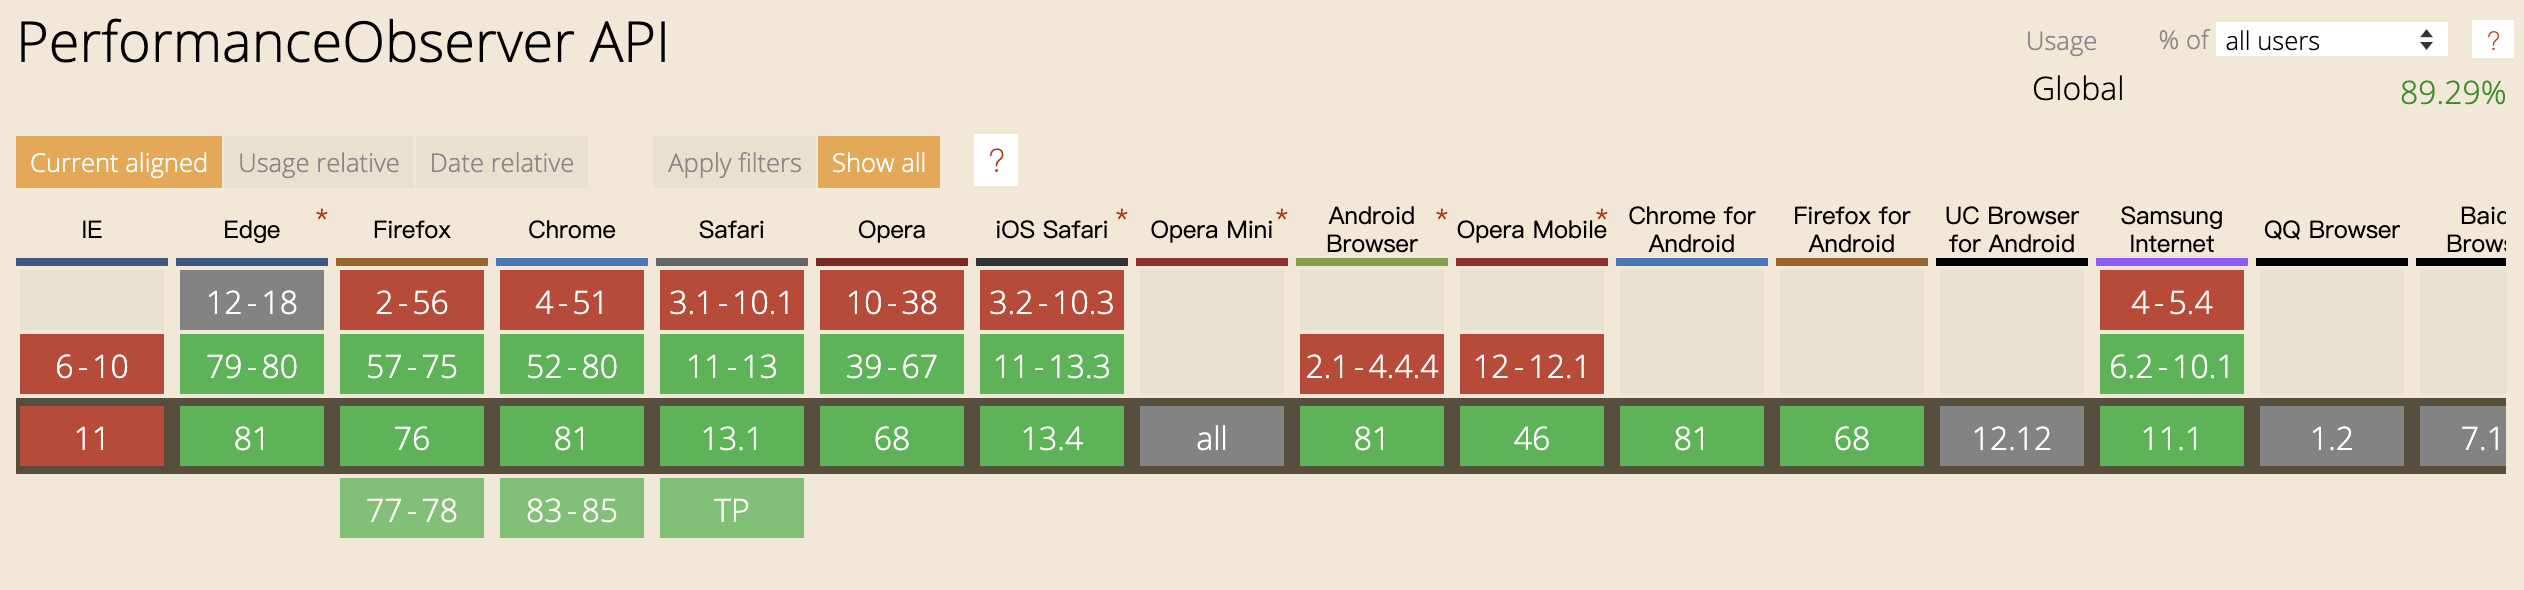 PerformanceObserver API
Usage % of all users ?
Global 89.29%
Current aligned Usage relative Date relative Apply filters Show all ?
IE Edge * Firefox Chrome Safari Opera iOS Safari * Opera Mini * Android Browser * Opera Mobile * Chrome for Android Firefox for Android UC Browser for Android Samsung Internet QQ Browser
12-18 2-56 4-51 3.1-10.1 10-38 3.2-10.3 4-5.4
6-10 79-80 57-75 52-80 11-13 39-67 11-13.3 2.1-4.4.4 12-12.1 6.2-10.1
11 81 76 81 13.1 68 13.4 all 81 46 81 68 12.12 11.1 1.2 7.1
77-78 83-85 TP